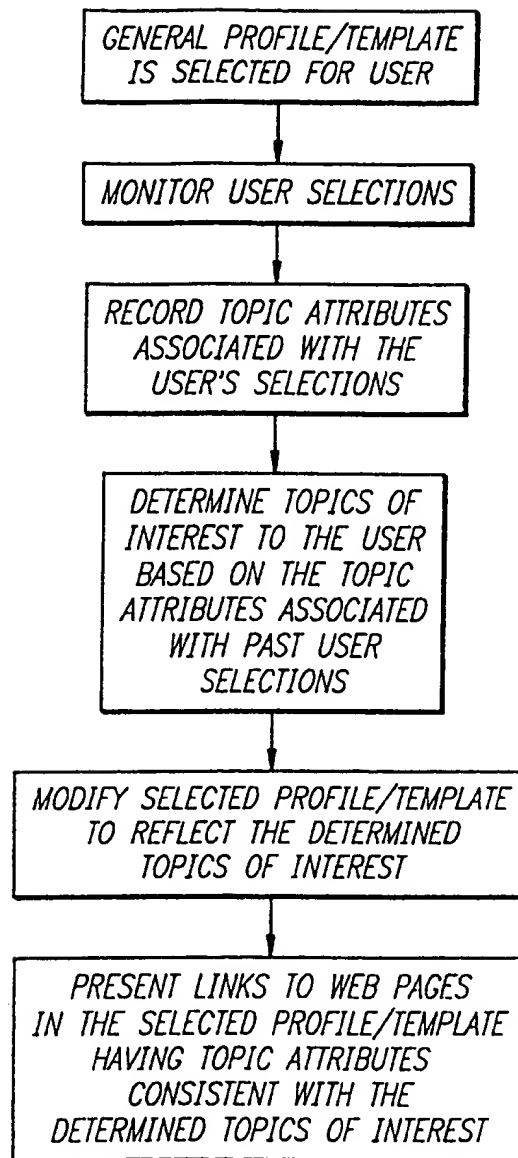 GENERAL PROFILE/TEMPLATE
IS SELECTED FOR USER
MONITOR USER SELECTIONS
RECORD TOPIC ATTRIBUTES
ASSOCIATED WITH THE
USER'S SELECTIONS
DETERMINE TOPICS OF
INTEREST TO THE USER
BASED ON THE TOPIC
ATTRIBUTES ASSOCIATED
WITH PAST USER
SELECTIONS
MODIFY SELECTED PROFILE/TEMPLATE
TO REFLECT THE DETERMINED
TOPICS OF INTEREST
PRESENT LINKS TO WEB PAGES
IN THE SELECTED PROFILE/TEMPLATE
HAVING TOPIC ATTRIBUTES
CONSISTENT WITH THE
DETERMINED TOPICS OF INTEREST